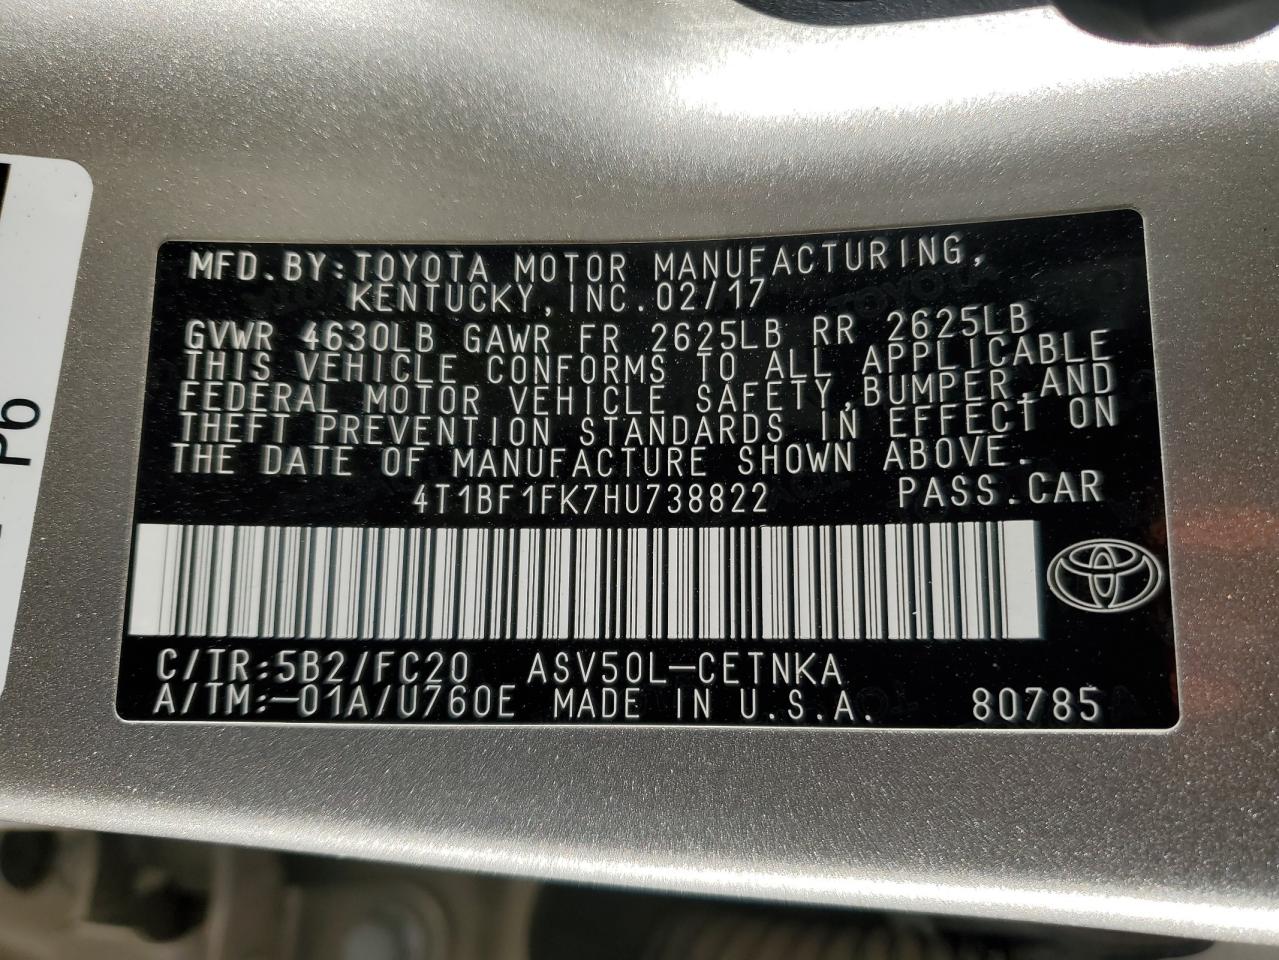 MFD.BY:TOYOTA MOTOR MANUFACTURING,
KENTUCKY,INC.02/17
GVWR 4630LB GAWR FR 2625LB RR 2625LB
THIS VEHICLE CONFORMS TO ALL APPLICABLE
FEDERAL MOTOR VEHICLE SAFETY,BUMPER,AND
THEFT PREVENTION STANDARDS IN EFFECT ON
THE DATE OF MANUFACTURE SHOWN ABOVE.
4T1BF1FK7HU738822 PASS.CAR
C/TR:5B2/FC20 ASV50L-CETNKA
A/TM:-01A/U760E MADE IN U.S.A. 80785
P6